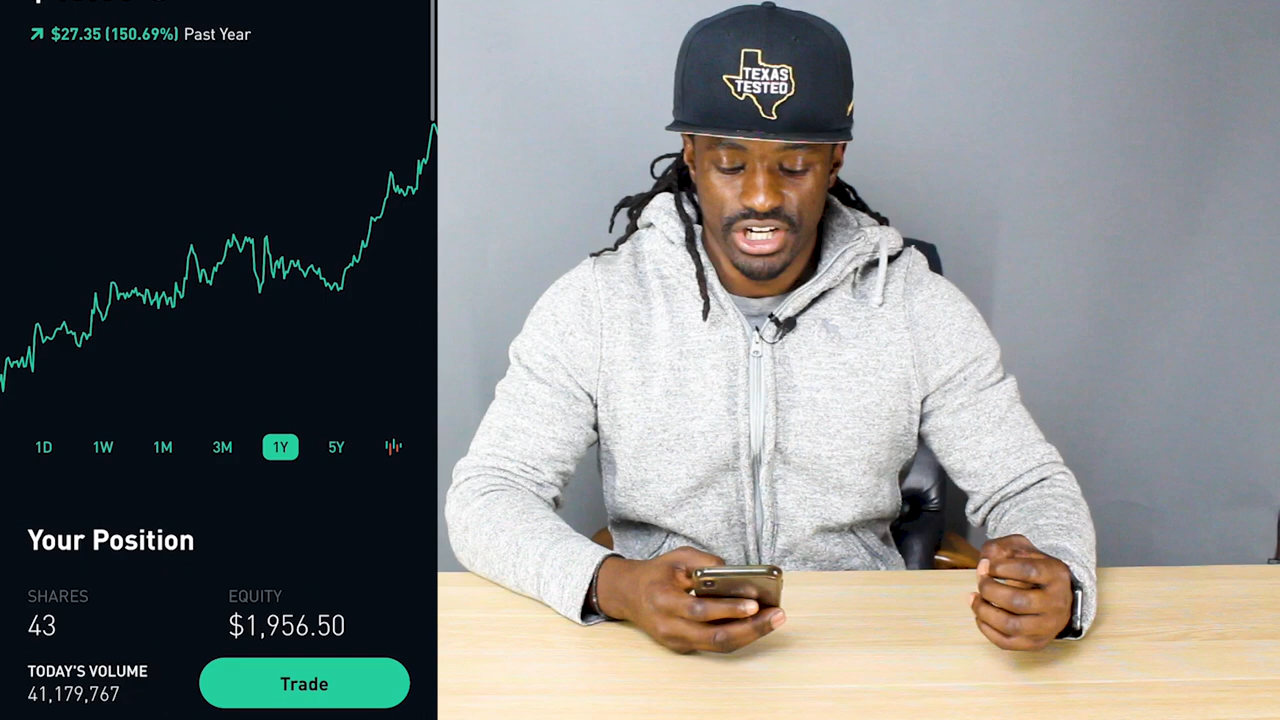 $27.35 (150.69%) Past Year
1D 1W 1M 3M 1Y 5Y
Your Position
SHARES EQUITY
43 $1,956.50
TODAY'S VOLUME
41,179,767
Trade
TEXAS
TESTED